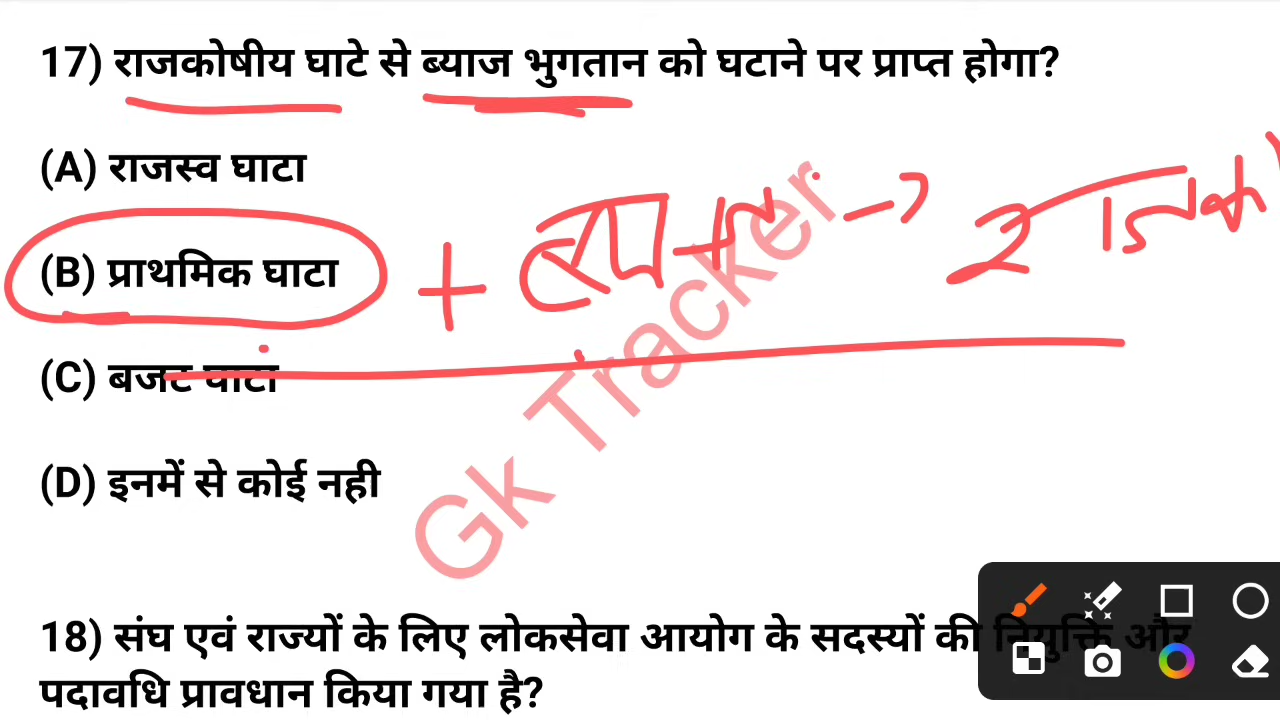 17) राजकोषीय घाटे से ब्याज भुगतान को घटाने पर प्राप्त होगा?
(A) राजस्व घाटा
(B) प्राथमिक घाटा
+
(C) बजट घाटा
(D) इनमें से कोई नही
Gk Tracker
18) संघ एवं राज्यों के लिए लोकसेवा आयोग के सदस्यों की नियुक्ति और
पदावधि प्रावधान किया गया है?